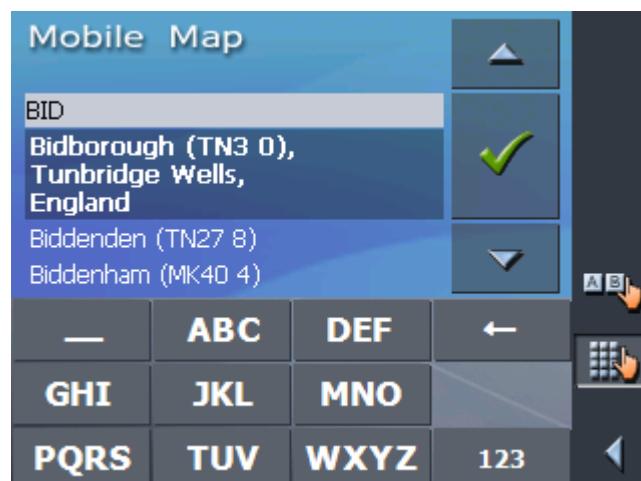 Mobile Map
BID
Bidborough (TN3 0),
Tunbridge Wells,
England
Biddenden (TN27 8)
Biddenham (MK40 4)
A B
_ ABC DEF ←
GHI JKL MNO
PQRS TUV WXYZ 123